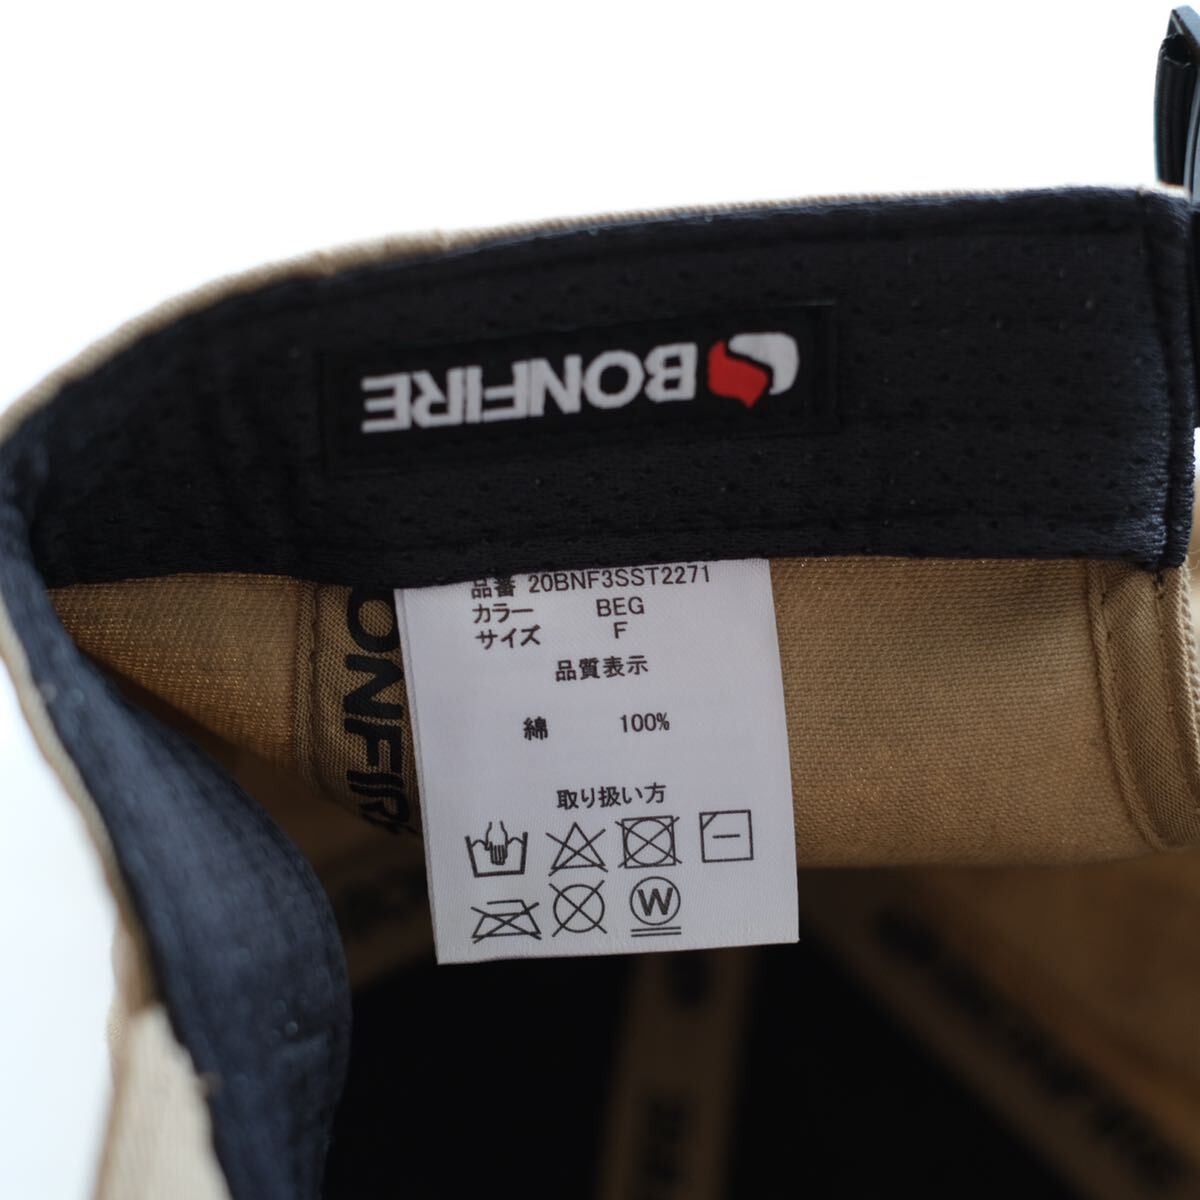 BONFIRE
品番 20BNF3SST2271
カラー BEG
サイズ F
品質表示
綿 100%
取り扱い方
W
ONFIR